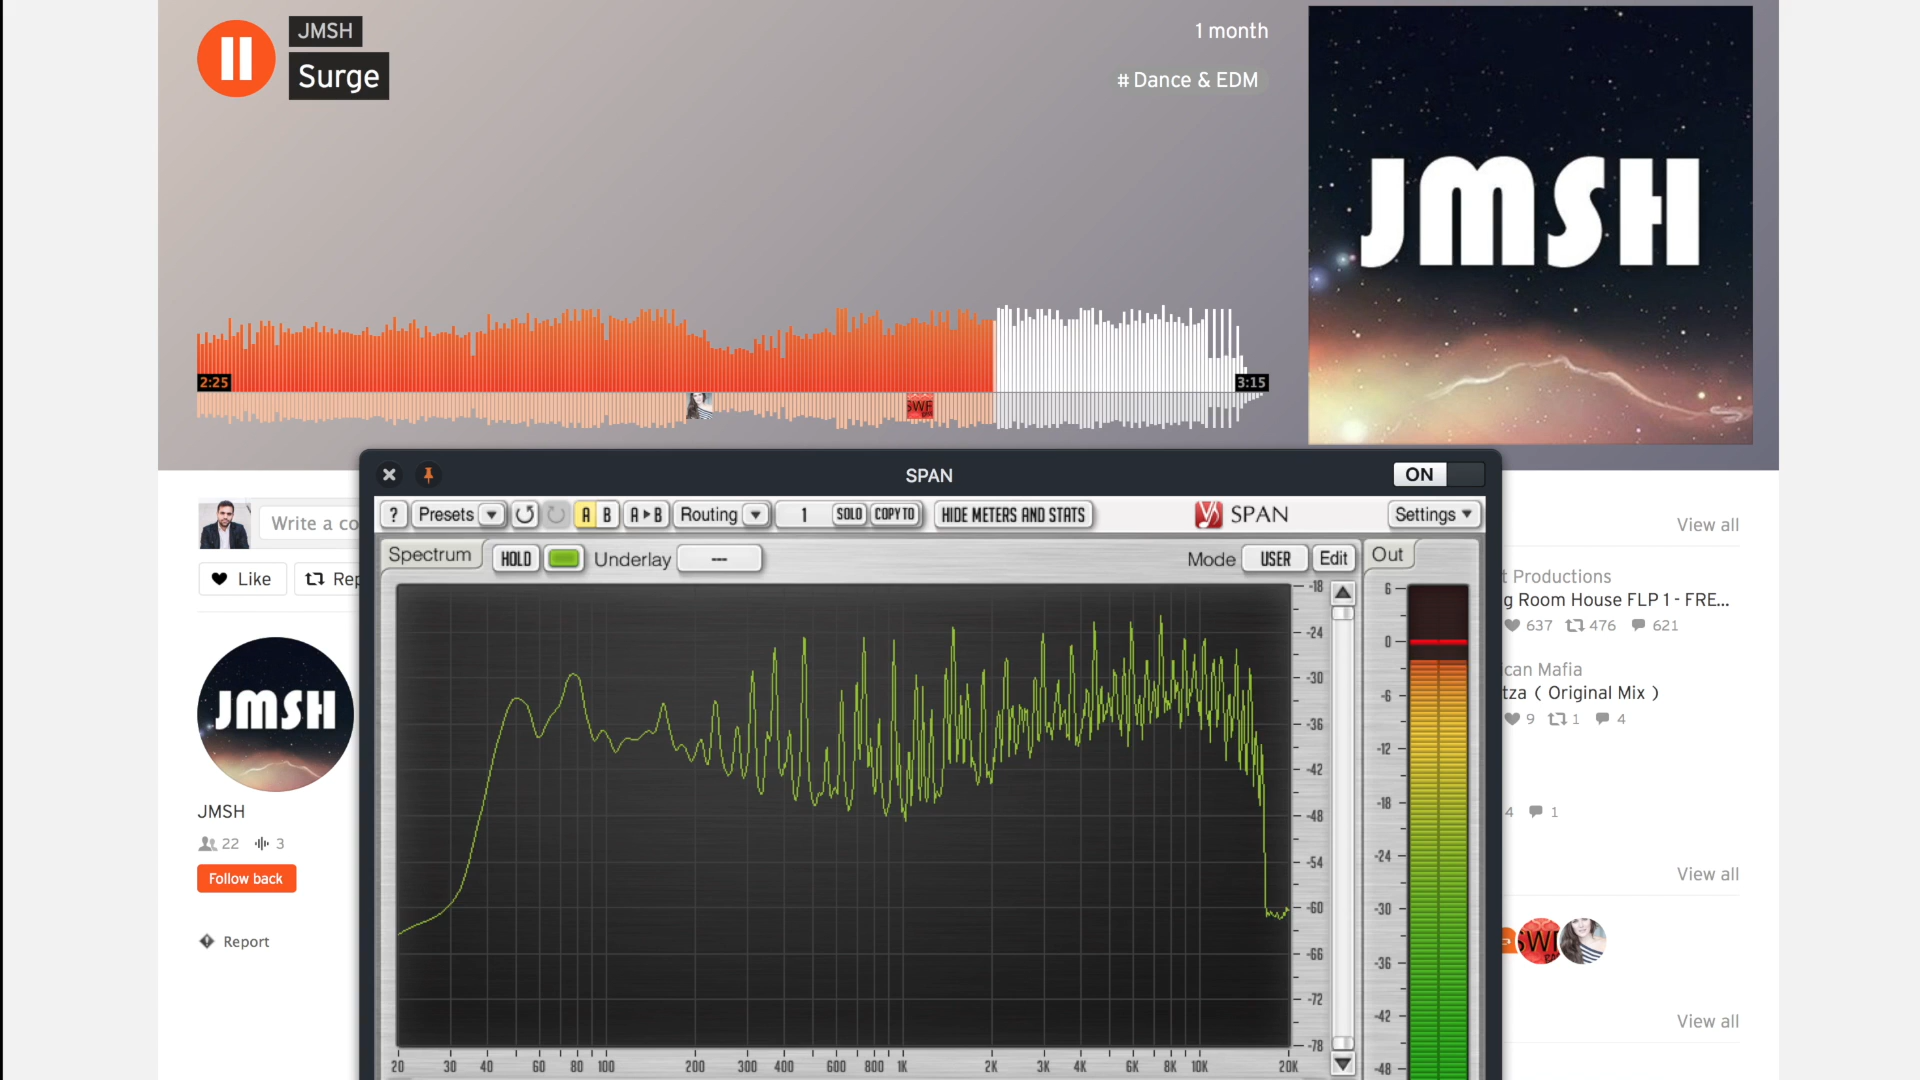 JMSH
Surge
1 month
# Dance & EDM
JMSH
2:25
3:15
SWF
SPAN
ON
? Presets A B A▸B Routing 1 SOLO COPY TO HIDE METERS AND STATS SPAN Settings
Spectrum HOLD Underlay --- Mode USER Edit Out
Write a co
Like
Rep
JMSH
JMSH
22 3
Follow back
Report
-18
-24
-30
-36
-42
-48
-54
-60
-66
-72
-78
20 30 40 60 80 100 200 300 400 600 800 1K 2K 3K 4K 6K 8K 10K 20K
6
0
-6
-12
-18
-24
-30
-36
-42
-48
View all
t Productions
g Room House FLP 1 - FRE...
637 476 621
can Mafia
tza ( Original Mix )
9 1 4
4 1
View all
SWF
View all